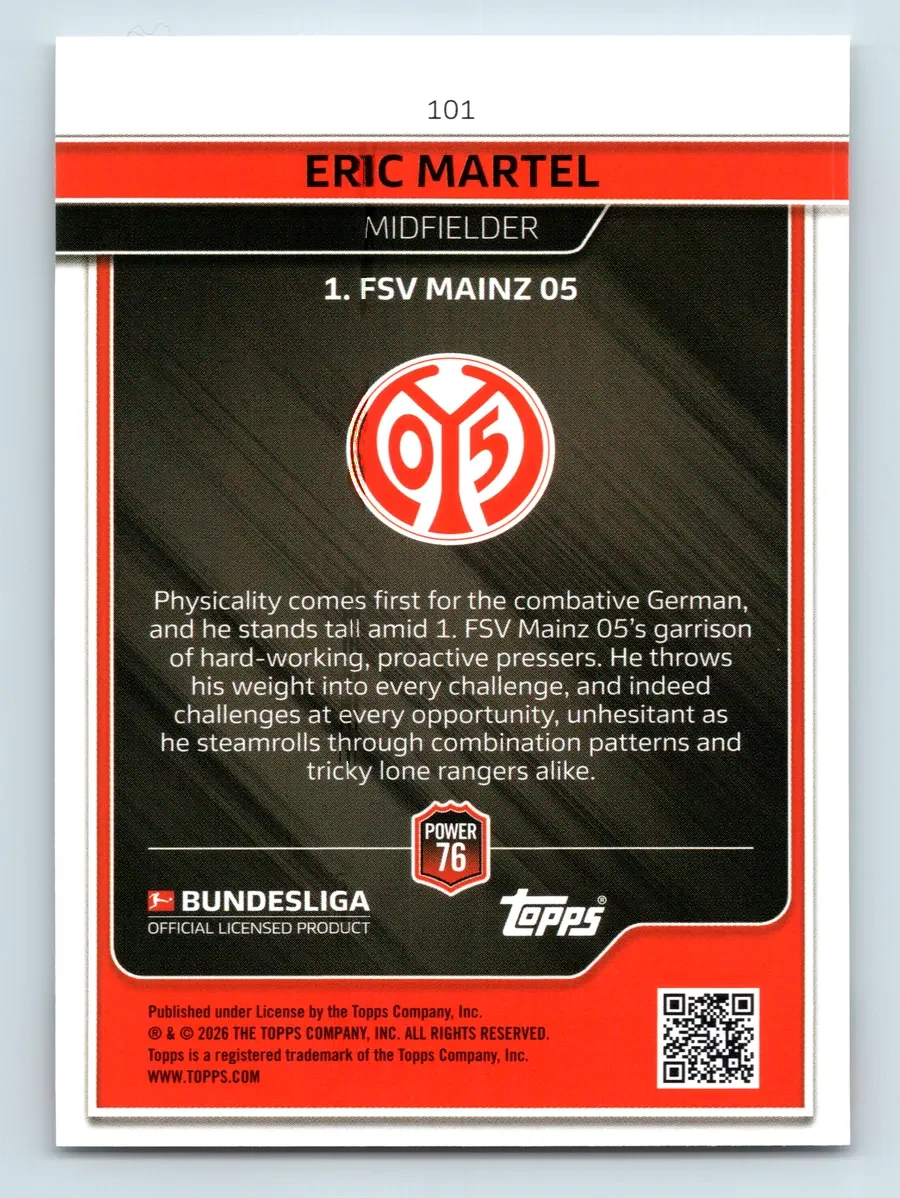 101
ERIC MARTEL
MIDFIELDER
1. FSV MAINZ 05
05
Physicality comes first for the combative German,
and he stands tall amid 1. FSV Mainz 05's garrison
of hard-working, proactive pressers. He throws
his weight into every challenge, and indeed
challenges at every opportunity, unhesitant as
he steamrolls through combination patterns and
tricky lone rangers alike.
POWER
76
BUNDESLIGA
OFFICIAL LICENSED PRODUCT
topps®
Published under License by the Topps Company, Inc.
® & © 2026 THE TOPPS COMPANY, INC. ALL RIGHTS RESERVED.
Topps is a registered trademark of the Topps Company, Inc.
WWW.TOPPS.COM